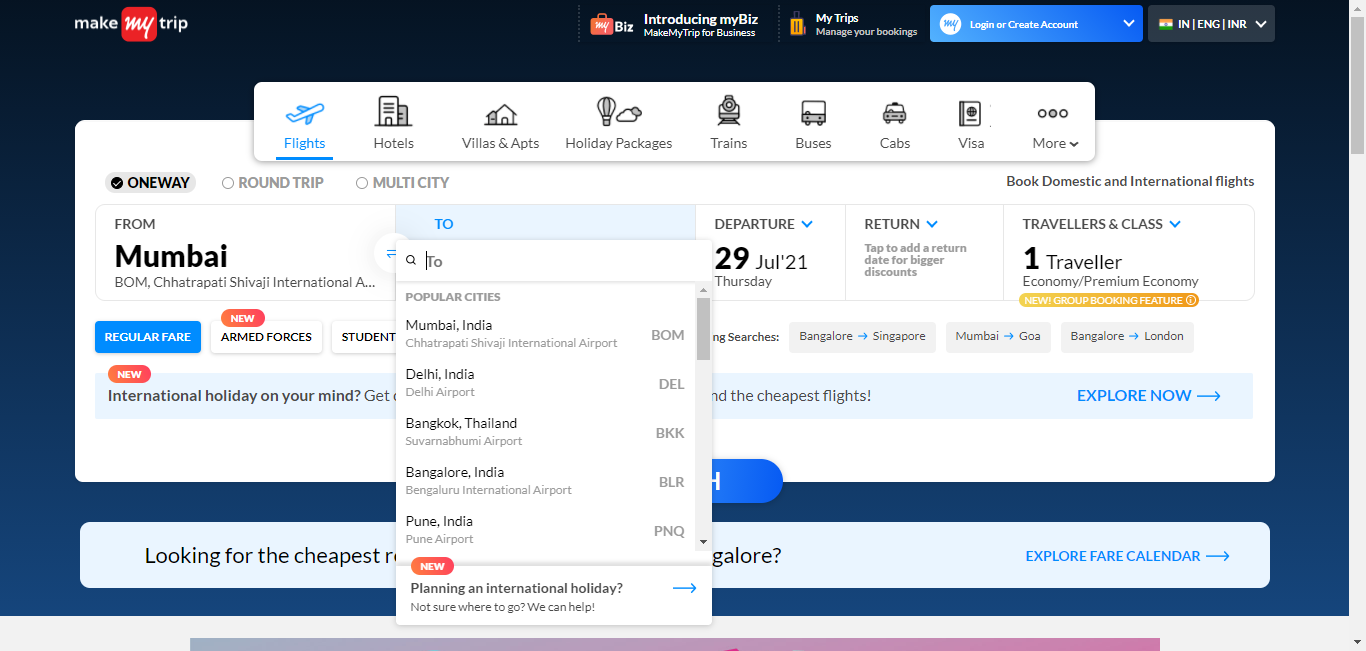 make my trip
my Biz
Introducing myBiz
MakeMyTrip for Business
My Trips
Manage your bookings
my
Login or Create Account
IN | ENG | INR
Flights
Hotels
Villas & Apts
Holiday Packages
Trains
Buses
Cabs
Visa
More
ONEWAY
ROUND TRIP
MULTI CITY
Book Domestic and International flights
FROM
Mumbai
BOM, Chhatrapati Shivaji International A...
TO
To
DEPARTURE
29 Jul'21
Thursday
RETURN
Tap to add a return
date for bigger
discounts
TRAVELLERS & CLASS
1 Traveller
Economy/Premium Economy
NEW! GROUP BOOKING FEATURE
POPULAR CITIES
Mumbai, India
Chhatrapati Shivaji International Airport
BOM
Delhi, India
Delhi Airport
DEL
Bangkok, Thailand
Suvarnabhumi Airport
BKK
Bangalore, India
Bengaluru International Airport
BLR
Pune, India
Pune Airport
PNQ
NEW
Planning an international holiday?
Not sure where to go? We can help!
REGULAR FARE
NEW
ARMED FORCES
STUDENT
ng Searches:
Bangalore → Singapore
Mumbai → Goa
Bangalore → London
NEW
International holiday on your mind? Get
nd the cheapest flights!
EXPLORE NOW
H
Looking for the cheapest r
galore?
EXPLORE FARE CALENDAR